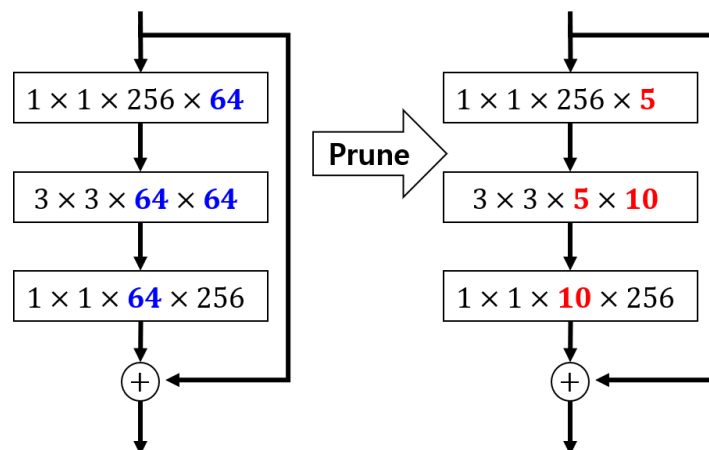 1 × 1 × 256 × 64
3 × 3 × 64 × 64
1 × 1 × 64 × 256
+
Prune
1 × 1 × 256 × 5
3 × 3 × 5 × 10
1 × 1 × 10 × 256
+